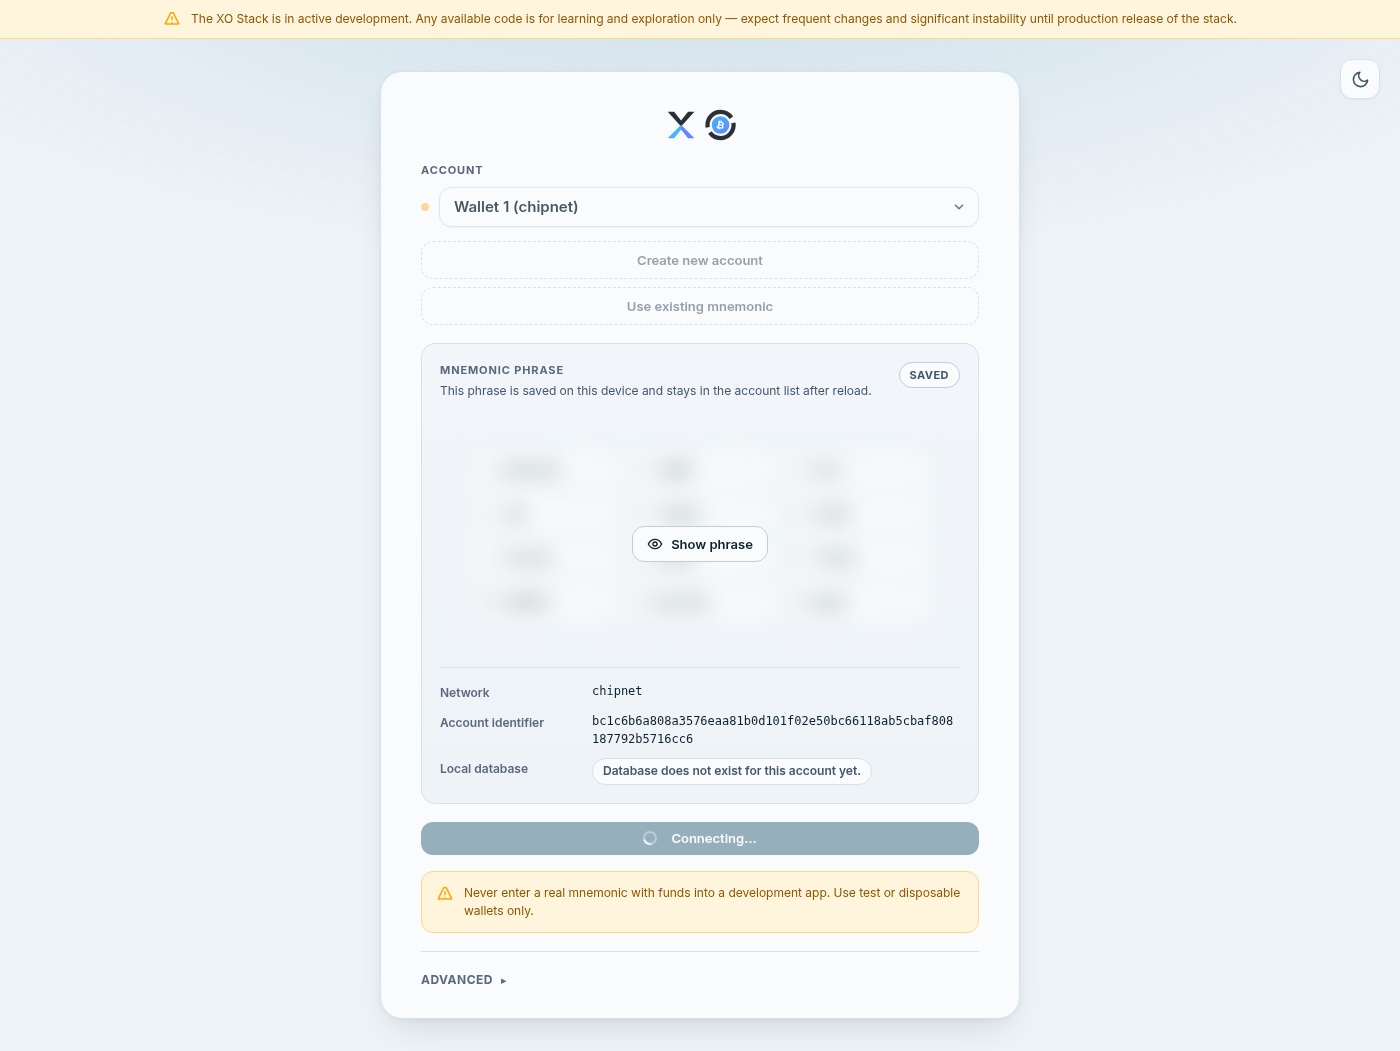 The XO Stack is in active development. Any available code is for learning and exploration only — expect frequent changes and significant instability until production release of the stack.
ACCOUNT
Wallet 1 (chipnet)
Create new account
Use existing mnemonic
MNEMONIC PHRASE
SAVED
This phrase is saved on this device and stays in the account list after reload.
Show phrase
Network
chipnet
Account identifier
bc1c6b6a808a3576eaa81b0d101f02e50bc66118ab5cbaf808
187792b5716cc6
Local database
Database does not exist for this account yet.
Connecting...
Never enter a real mnemonic with funds into a development app. Use test or disposable
wallets only.
ADVANCED ▸